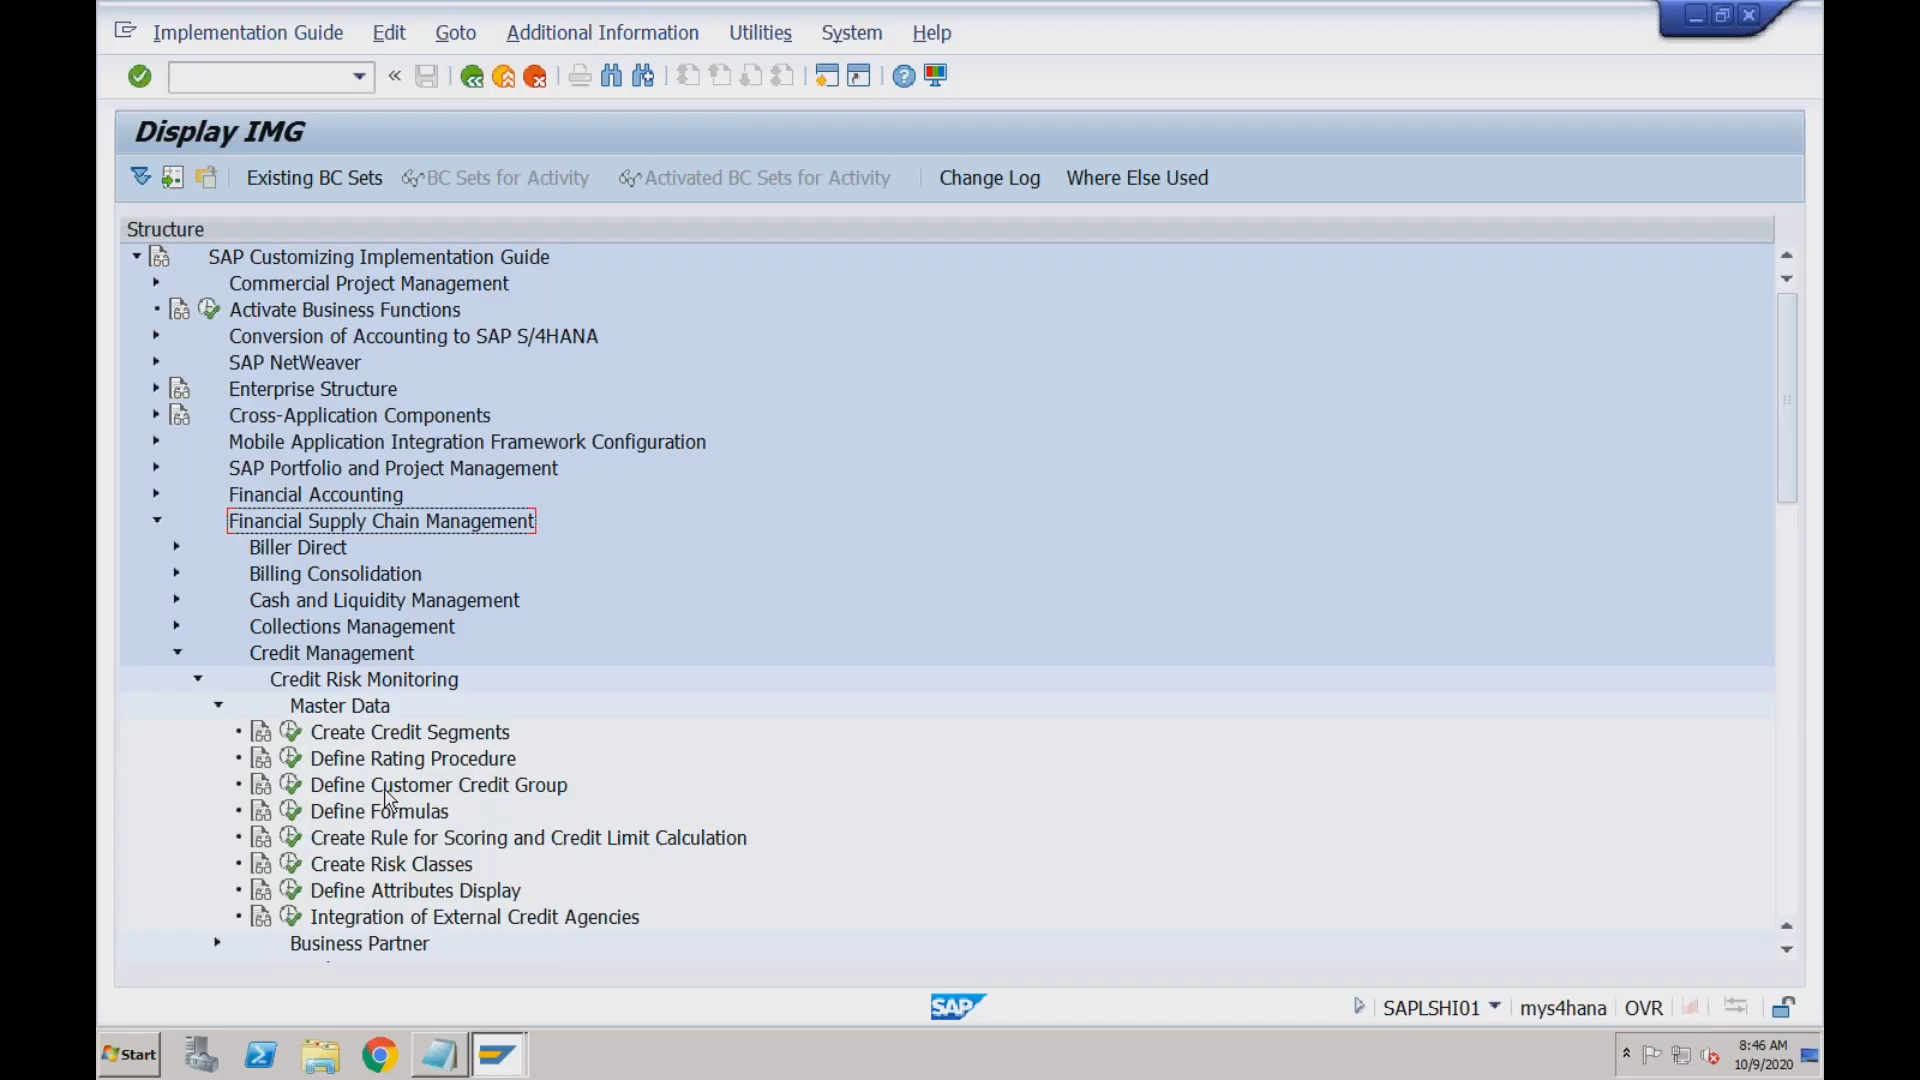 Implementation Guide Edit Goto Additional Information Utilities System Help
Display IMG
Existing BC Sets BC Sets for Activity Activated BC Sets for Activity Change Log Where Else Used
Structure
SAP Customizing Implementation Guide
Commercial Project Management
Activate Business Functions
Conversion of Accounting to SAP S/4HANA
SAP NetWeaver
Enterprise Structure
Cross-Application Components
Mobile Application Integration Framework Configuration
SAP Portfolio and Project Management
Financial Accounting
Financial Supply Chain Management
Biller Direct
Billing Consolidation
Cash and Liquidity Management
Collections Management
Credit Management
Credit Risk Monitoring
Master Data
Create Credit Segments
Define Rating Procedure
Define Customer Credit Group
Define Formulas
Create Rule for Scoring and Credit Limit Calculation
Create Risk Classes
Define Attributes Display
Integration of External Credit Agencies
Business Partner
SAP SAPLSHI01 mys4hana OVR
Start 8:46 AM
10/9/2020